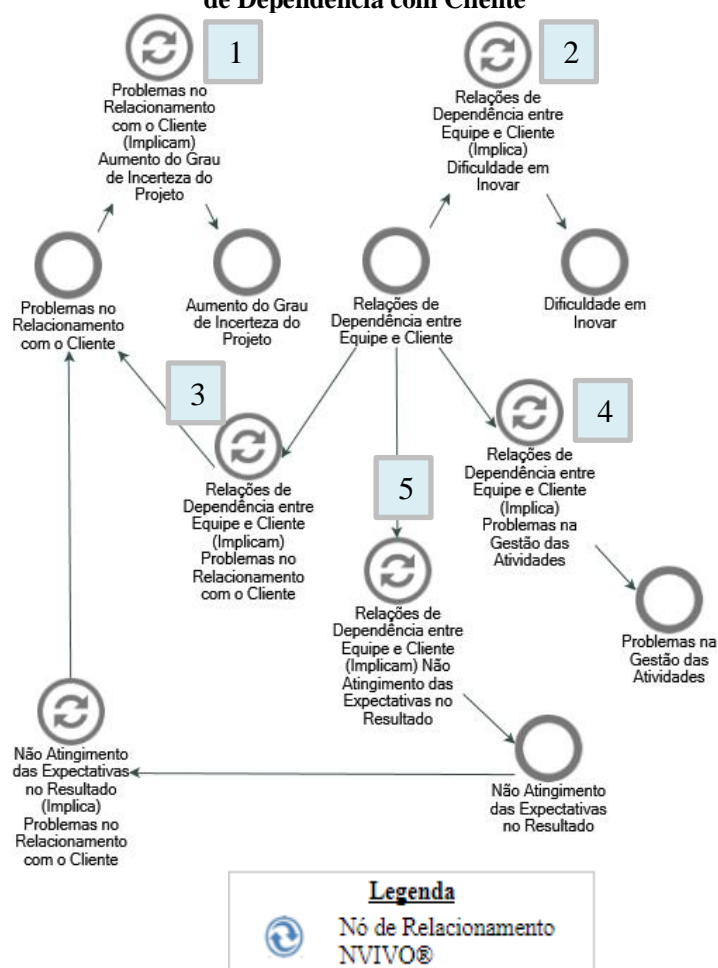 de Dependência com Cliente
1
Problemas no
Relacionamento
com o Cliente
(Implicam)
Aumento do Grau
de Incerteza do
Projeto
2
Relações de
Dependência entre
Equipe e Cliente
(Implica)
Dificuldade em
Inovar
Problemas no
Relacionamento
com o Cliente
Aumento do Grau
de Incerteza do
Projeto
Relações de
Dependência entre
Equipe e Cliente
Dificuldade em
Inovar
3
Relações de
Dependência entre
Equipe e Cliente
(Implicam)
Problemas no
Relacionamento
com o Cliente
4
Relações de
Dependência entre
Equipe e Cliente
(Implica)
Problemas na
Gestão das
Atividades
5
Relações de
Dependência entre
Equipe e Cliente
(Implicam) Não
Atingimento das
Expectativas no
Resultado
Problemas na
Gestão das
Atividades
Não Atingimento
das Expectativas
no Resultado
(Implica)
Problemas no
Relacionamento
com o Cliente
Não Atingimento
das Expectativas
no Resultado
Legenda
Nó de Relacionamento
NVIVO®